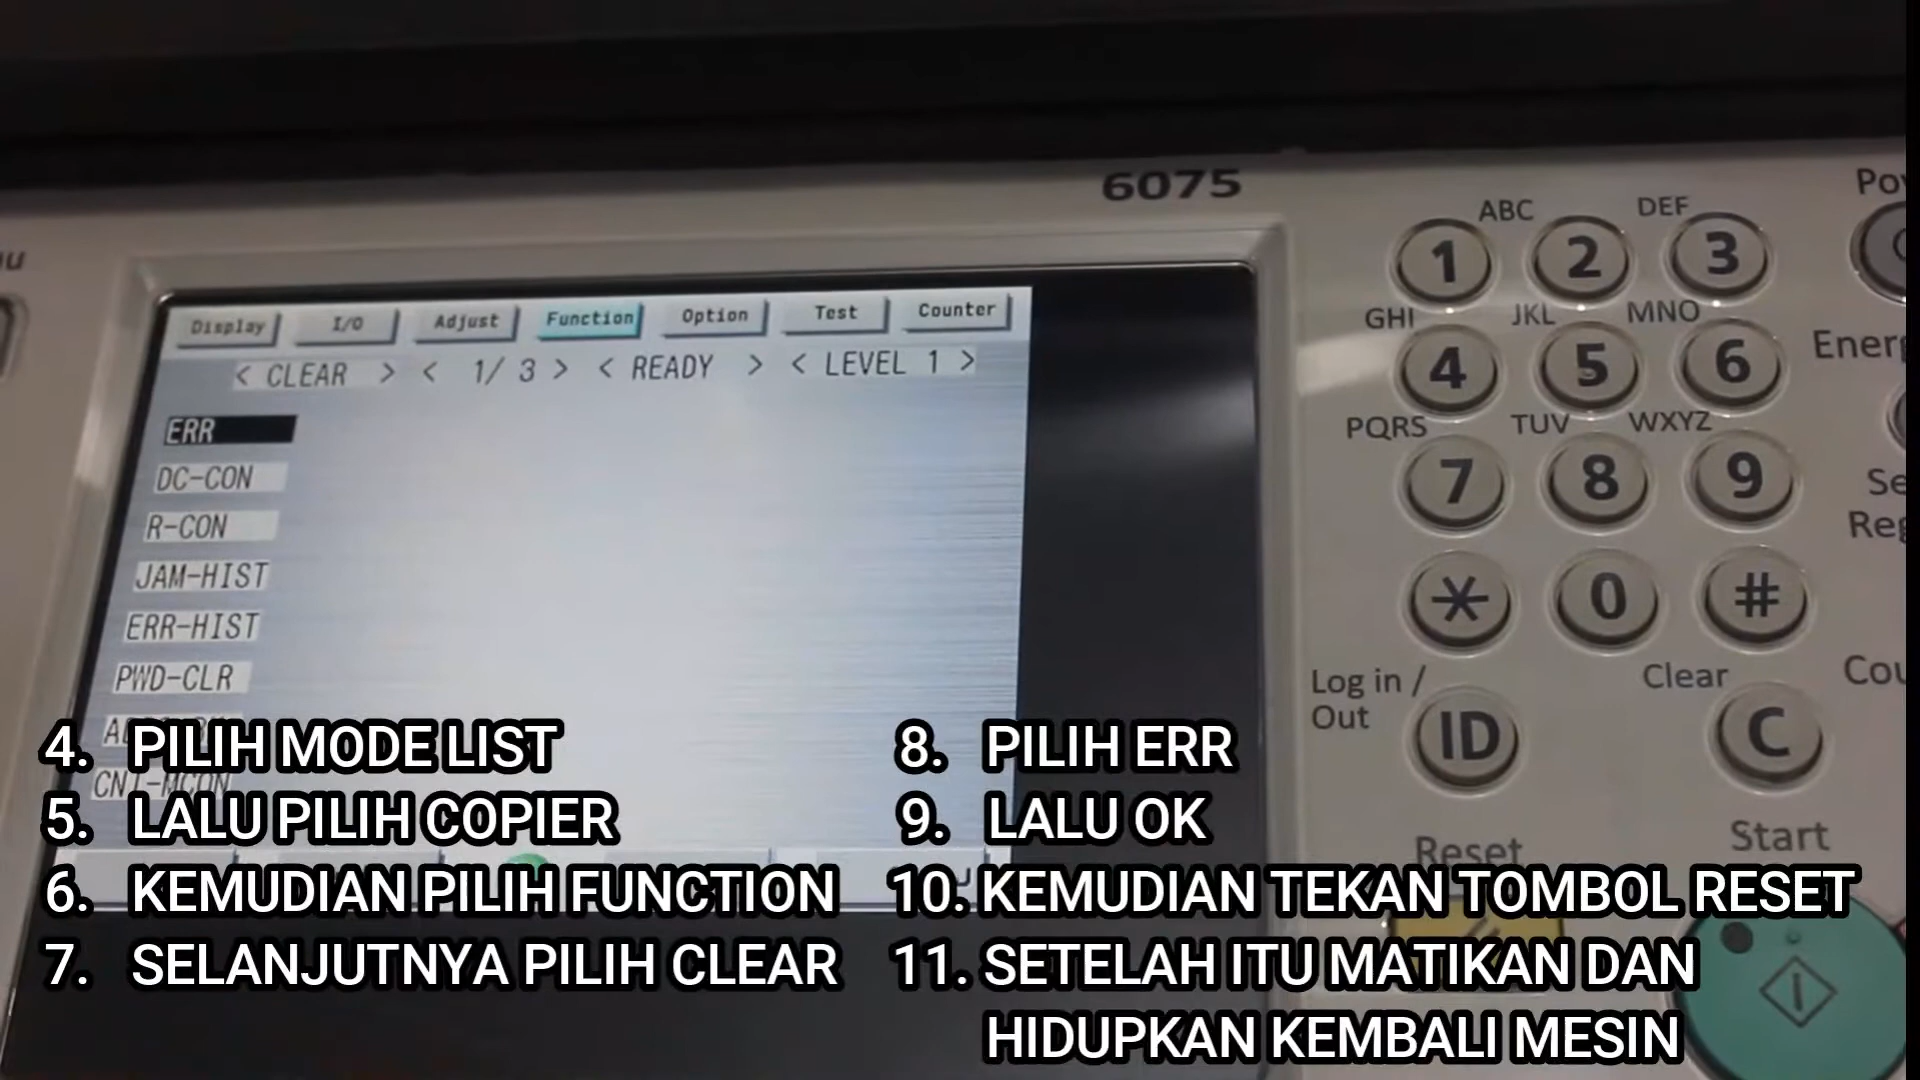 6075
Display I/O Adjust Function Option Test Counter
< CLEAR > < 1/ 3 > < READY > < LEVEL 1 >
ERR
DC-CON
R-CON
JAM-HIST
ERR-HIST
PWD-CLR
CNT-MCON
ABC DEF
1 2 3
GHI JKL MNO
4 5 6
PQRS TUV WXYZ
7 8 9
* 0 #
Log in / Out
ID
Clear
C
Reset
Start
4. PILIH MODE LIST
5. LALU PILIH COPIER
6. KEMUDIAN PILIH FUNCTION
7. SELANJUTNYA PILIH CLEAR
8. PILIH ERR
9. LALU OK
10. KEMUDIAN TEKAN TOMBOL RESET
11. SETELAH ITU MATIKAN DAN
HIDUPKAN KEMBALI MESIN